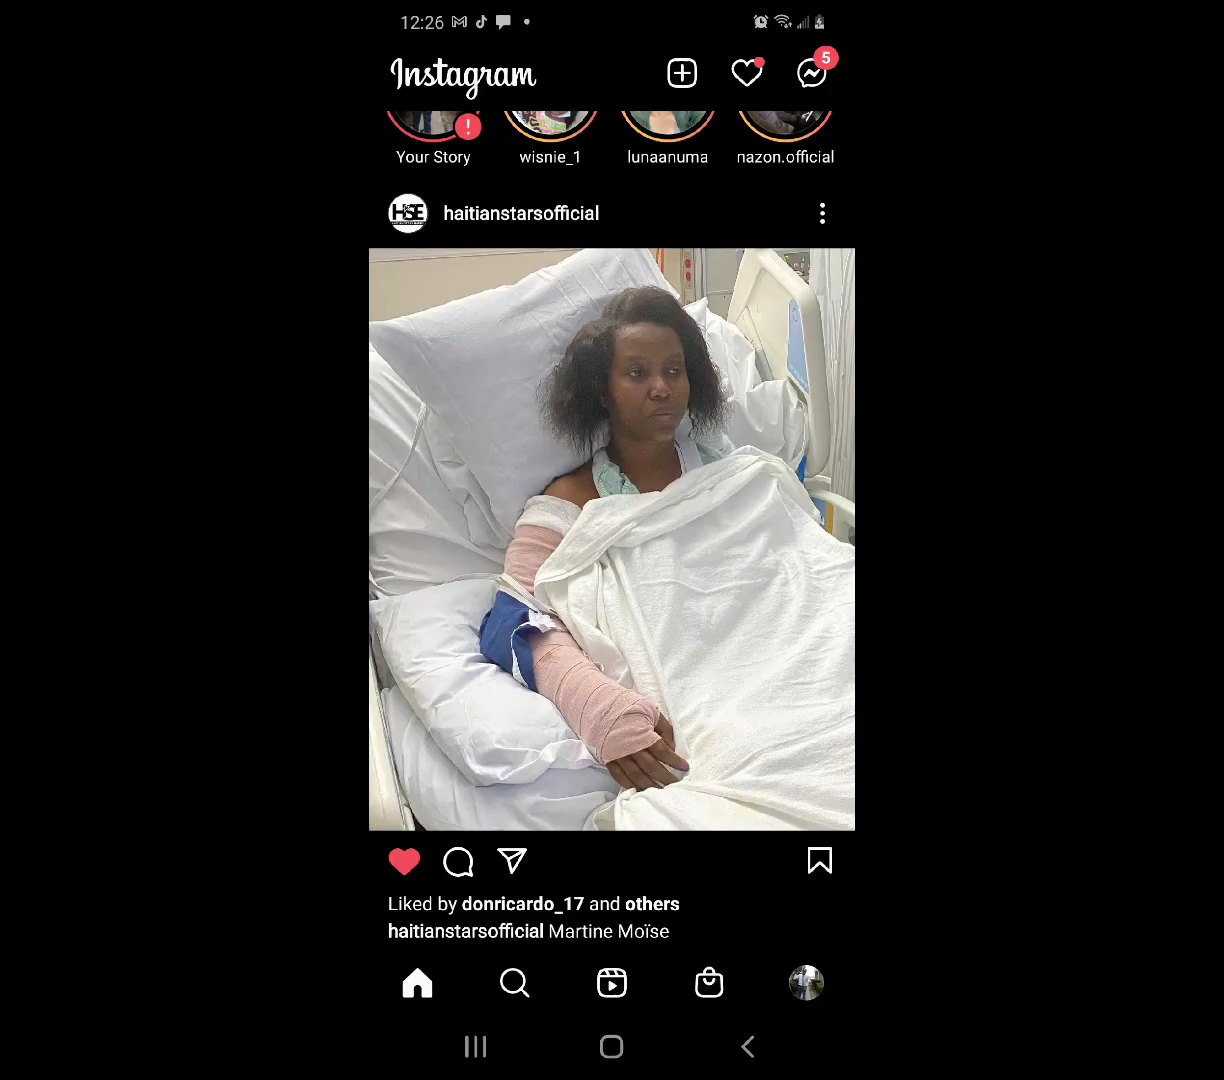 12:26
Instagram
5
!
Your Story
wisnie_1
lunaanuma
nazon.official
HSE
haitianstarsofficial
Liked by donricardo_17 and others
haitianstarsofficial Martine Moïse